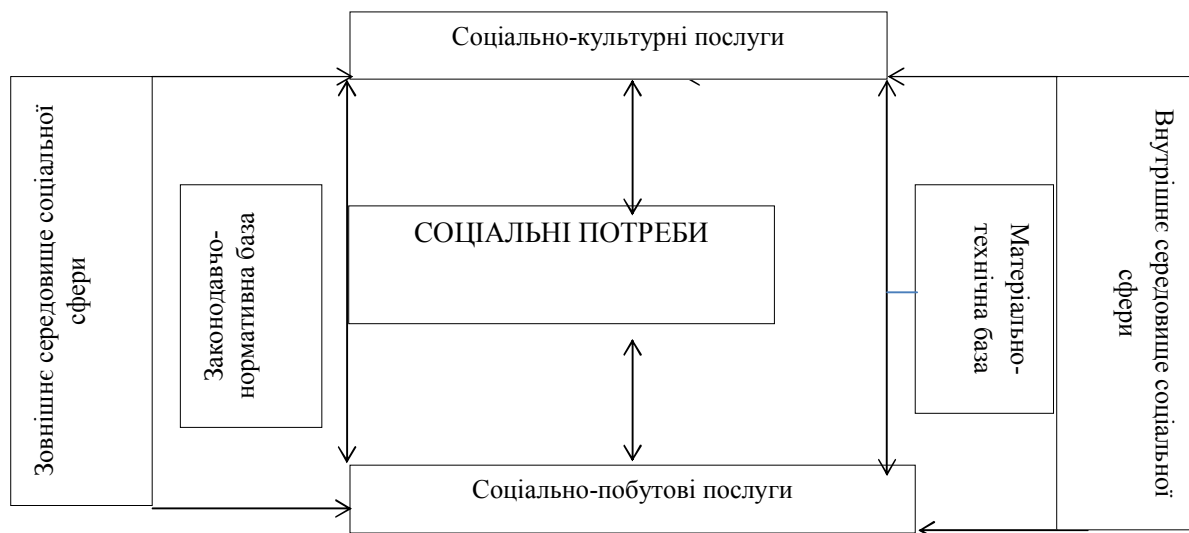 Соціально-культурні послуги
Зовнішнє середовище соціальної
сфери
Законодавчо-
нормативна база
СОЦІАЛЬНІ ПОТРЕБИ
Матеріально-
технічна база
Внутрішнє середовище соціальної
сфери
Соціально-побутові послуги